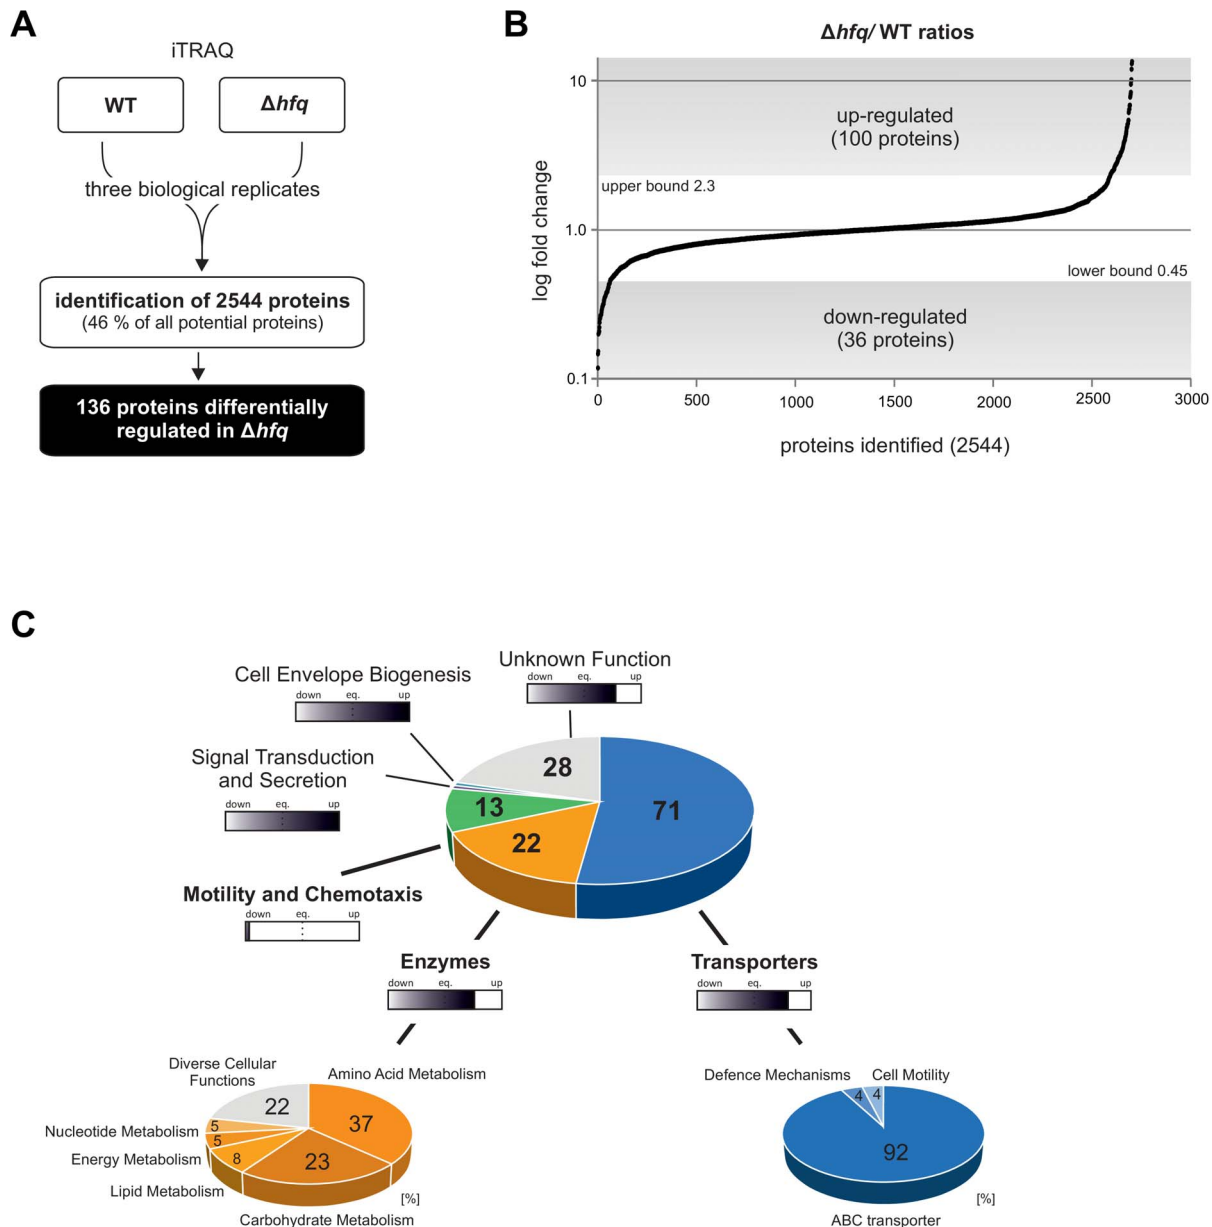 A
iTRAQ
WT
Δhfq
three biological replicates
identification of 2544 proteins
(46 % of all potential proteins)
136 proteins differentially
regulated in Δhfq
B
Δhfq/ WT ratios
log fold change
10
1.0
0.1
up-regulated
(100 proteins)
upper bound 2.3
lower bound 0.45
down-regulated
(36 proteins)
0
500
1000
1500
2000
2500
3000
proteins identified (2544)
C
Unknown Function
down eq. up
Cell Envelope Biogenesis
down eq. up
Signal Transduction
and Secretion
down eq. up
28
13
71
22
Motility and Chemotaxis
down eq. up
Enzymes
down eq. up
Transporters
down eq. up
Diverse Cellular
Functions
Amino Acid Metabolism
22
37
Nucleotide Metabolism
5
5
Energy Metabolism
8
23
Lipid Metabolism
[%]
Carbohydrate Metabolism
Defence Mechanisms
Cell Motility
4
4
92
[%]
ABC transporter